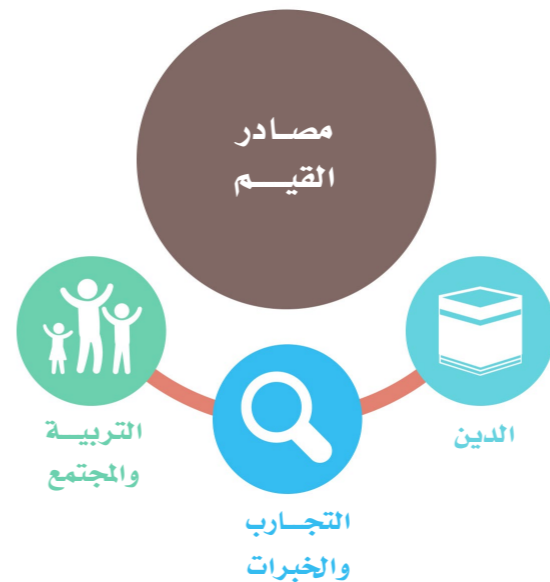 مصادر
القيم
الدين
التجارب
والخبرات
التربية
والمجتمع